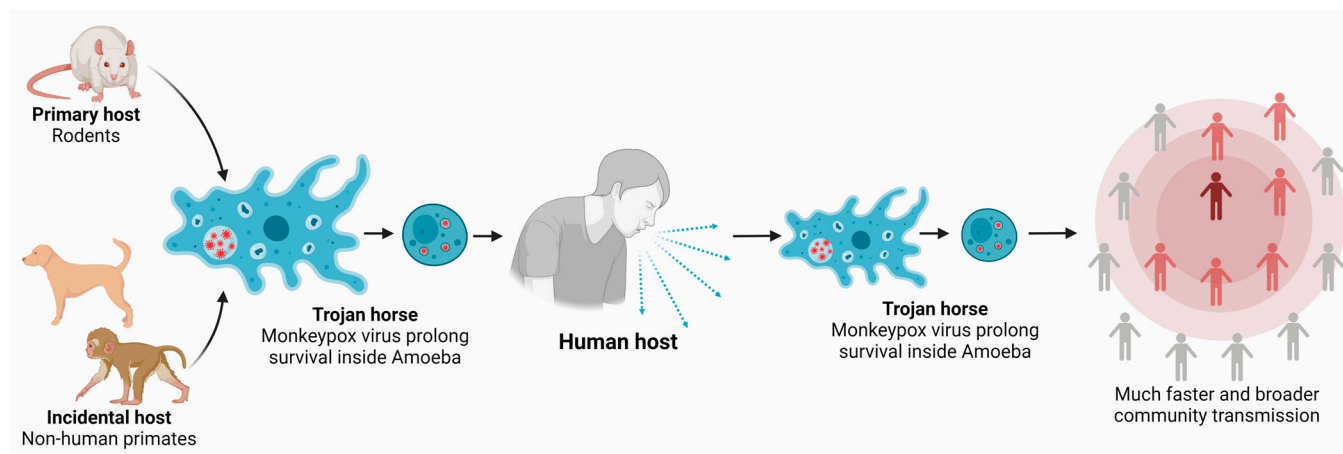 Primary host
Rodents
Incidental host
Non-human primates
Trojan horse
Monkeypox virus prolong
survival inside Amoeba
Human host
Trojan horse
Monkeypox virus prolong
survival inside Amoeba
Much faster and broader
community transmission